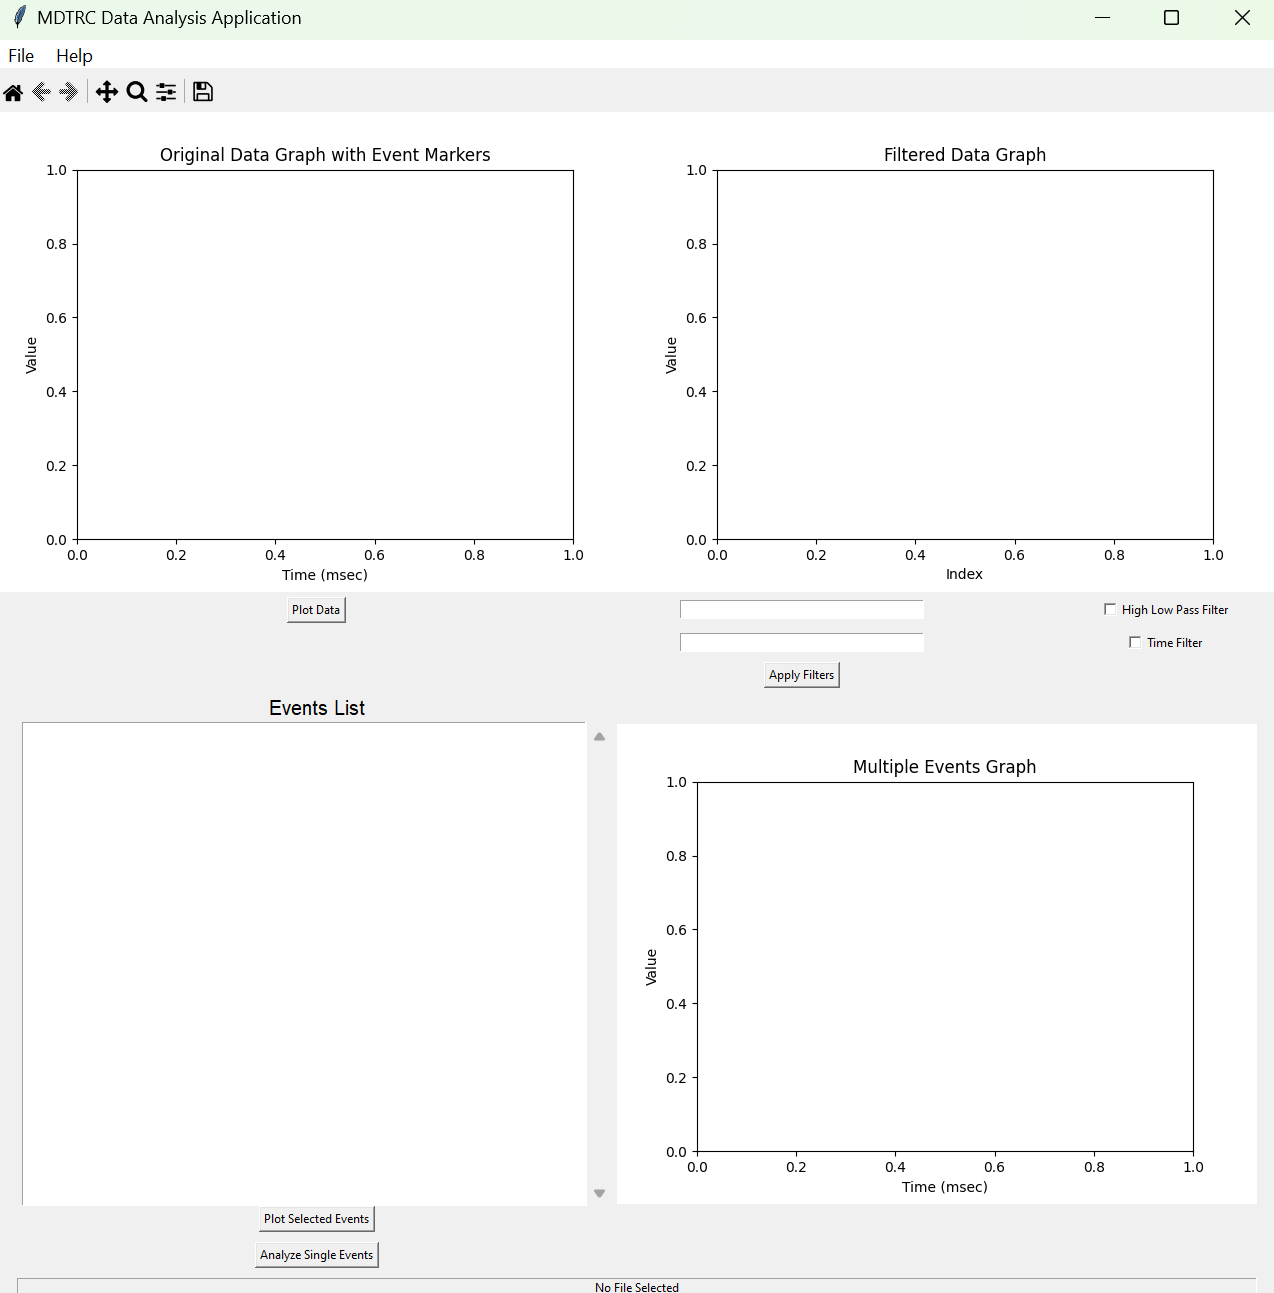 MDTRC Data Analysis Application
File Help
Original Data Graph with Event Markers
1.0
0.8
0.6
0.4
0.2
0.0
Value
0.0 0.2 0.4 0.6 0.8 1.0
Time (msec)
Filtered Data Graph
1.0
0.8
0.6
0.4
0.2
0.0
Value
0.0 0.2 0.4 0.6 0.8 1.0
Index
Plot Data
High Low Pass Filter
Time Filter
Apply Filters
Events List
Multiple Events Graph
1.0
0.8
0.6
0.4
0.2
0.0
Value
0.0 0.2 0.4 0.6 0.8 1.0
Time (msec)
Plot Selected Events
Analyze Single Events
No File Selected